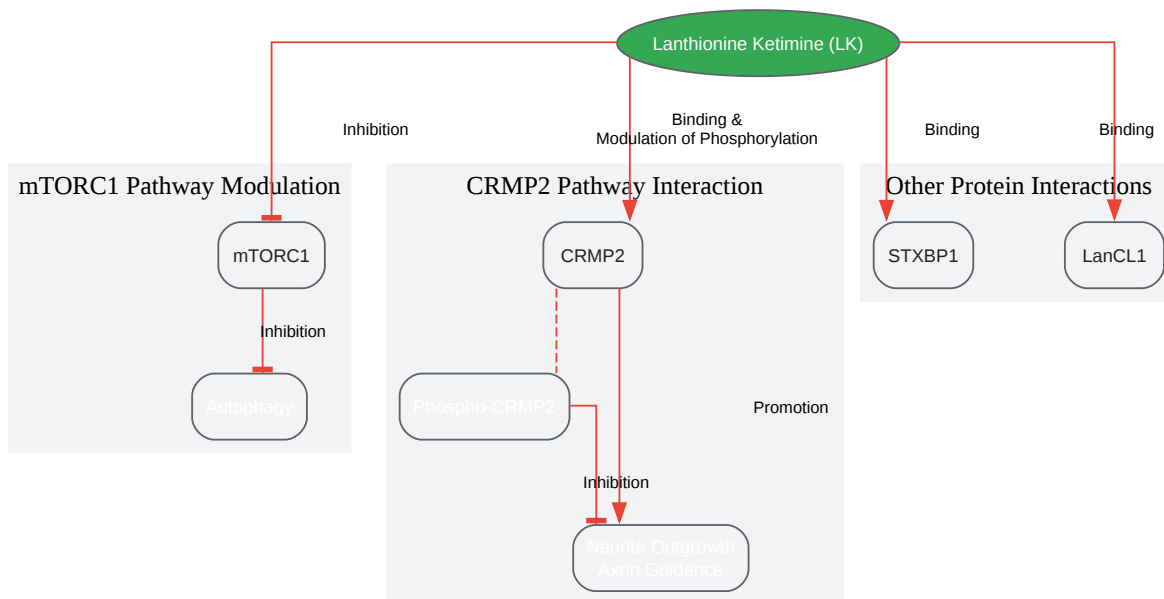 Lanthionine Ketimine (LK)
Inhibition
Binding &
Modulation of Phosphorylation
Binding
Binding
mTORC1 Pathway Modulation
CRMP2 Pathway Interaction
Other Protein Interactions
mTORC1
CRMP2
STXBP1
LanCL1
Inhibition
Autophagy
Phospho-CRMP2
Promotion
Inhibition
Neurite Outgrowth
Axon Guidance